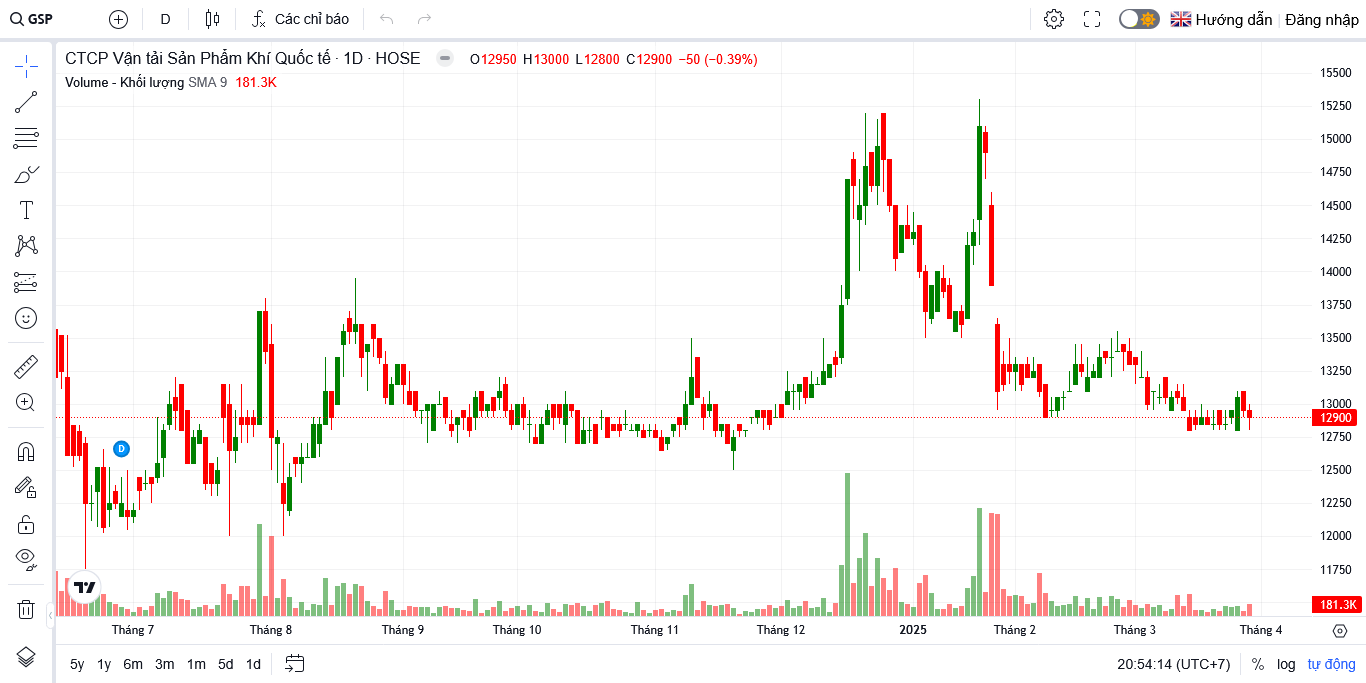 GSP D Các chỉ báo Hướng dẫn Đăng nhập
CTCP Vận tải Sản Phẩm Khí Quốc tế · 1D · HOSE O12950 H13000 L12800 C12900 −50 (−0.39%)
Volume - Khối lượng SMA 9 181.3K
15500
15250
15000
14750
14500
14250
14000
13750
13500
13250
13000
12900
12750
12500
12250
12000
11750
181.3K
D
Tháng 7 Tháng 8 Tháng 9 Tháng 10 Tháng 11 Tháng 12 2025 Tháng 2 Tháng 3 Tháng 4
5y 1y 6m 3m 1m 5d 1d 20:54:14 (UTC+7) % log tự động